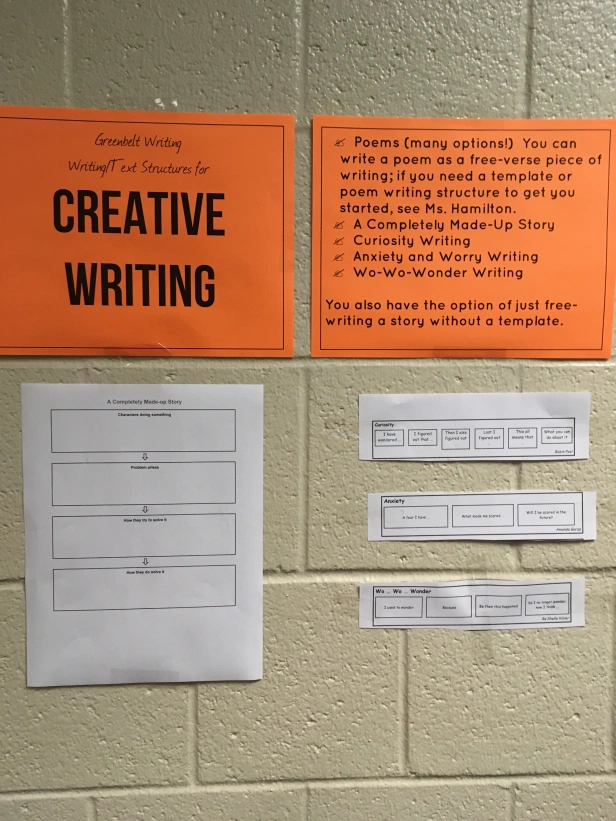 Greenbelt Writing
Writing/Text Structures for
CREATIVE
WRITING
Poems (many options!) You can
write a poem as a free-verse piece of
writing; if you need a template or
poem writing structure to get you
started, see Ms. Hamilton.
A Completely Made-Up Story
Curiosity Writing
Anxiety and Worry Writing
Wo-Wo-Wonder Writing
You also have the option of just free-
writing a story without a template.
A Completely Made-up Story
Characters doing something
Problem arises
How they try to solve it
How they do solve it
Curiosity
I have
wondered...
I figured
out that...
Then I also
figured out
Last I
figured out
This all
means that
What you can
do about it
Anxiety
A fear I have...
What made me scared
Will I be scared in the
future?
Wo ... Wo ... Wonder
I used to wonder
Because
So then this happened
So I no longer wonder
now I think...